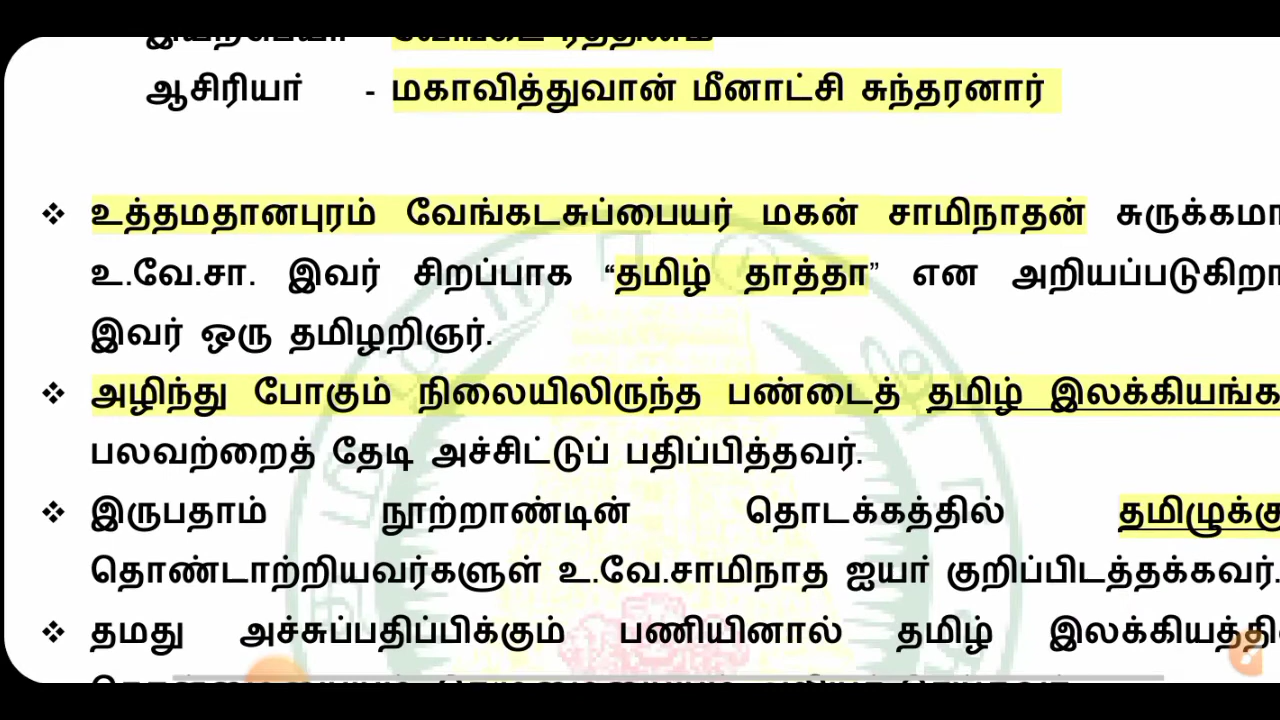 ஆசிரியர் - மகாவித்துவான் மீனாட்சி சுந்தரனார்
❖ உத்தமதானபுரம் வேங்கடசுப்பையர் மகன் சாமிநாதன்
உ.வே.சா. இவர் சிறப்பாக “தமிழ் தாத்தா” என
இவர் ஒரு தமிழறிஞர்.
❖ அழிந்து போகும் நிலையிலிருந்த பண்டைத் தமிழ்
பலவற்றைத் தேடி அச்சிட்டுப் பதிப்பித்தவர்.
❖ இருபதாம் நூற்றாண்டின் தொடக்கத்தில்
தொண்டாற்றியவர்களுள் உ.வே.சாமிநாத ஐயர் குறிப்பிடத்தக்கவர்.
❖ தமது அச்சுப்பதிப்பிக்கும் பணியினால் தமிழ்